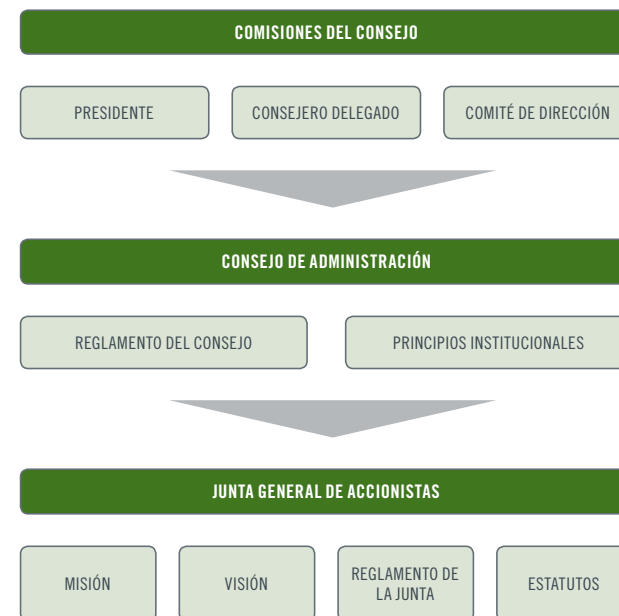 COMISIONES DEL CONSEJO
PRESIDENTE
CONSEJERO DELEGADO
COMITÉ DE DIRECCIÓN
CONSEJO DE ADMINISTRACIÓN
REGLAMENTO DEL CONSEJO
PRINCIPIOS INSTITUCIONALES
JUNTA GENERAL DE ACCIONISTAS
MISIÓN
VISIÓN
REGLAMENTO DE
LA JUNTA
ESTATUTOS